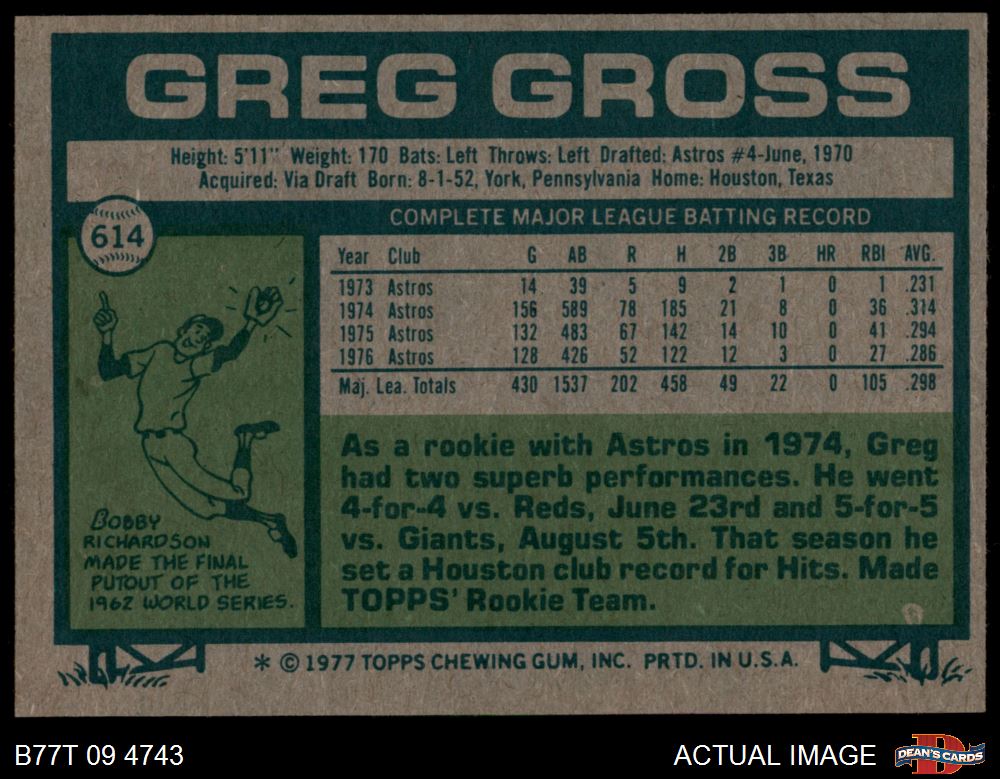 GREG GROSS
Height: 5'11" Weight: 170 Bats: Left Throws: Left Drafted: Astros #4-June, 1970
Acquired: Via Draft Born: 8-1-52, York, Pennsylvania Home: Houston, Texas
614
COMPLETE MAJOR LEAGUE BATTING RECORD
Year Club G AB R H 2B 3B HR RBI AVG.
1973 Astros 14 39 5 9 2 1 0 1 .231
1974 Astros 156 589 78 185 21 8 0 36 .314
1975 Astros 132 483 67 142 14 10 0 41 .294
1976 Astros 128 426 52 122 12 3 0 27 .286
Maj. Lea. Totals 430 1537 202 458 49 22 0 105 .298
BOBBY
RICHARDSON
MADE THE FINAL
PUTOUT OF THE
1962 WORLD SERIES.
As a rookie with Astros in 1974, Greg
had two superb performances. He went
4-for-4 vs. Reds, June 23rd and 5-for-5
vs. Giants, August 5th. That season he
set a Houston club record for Hits. Made
TOPPS' Rookie Team.
* © 1977 TOPPS CHEWING GUM, INC. PRTD. IN U.S.A.
B77T 09 4743
ACTUAL IMAGE
D
DEAN'S CARDS